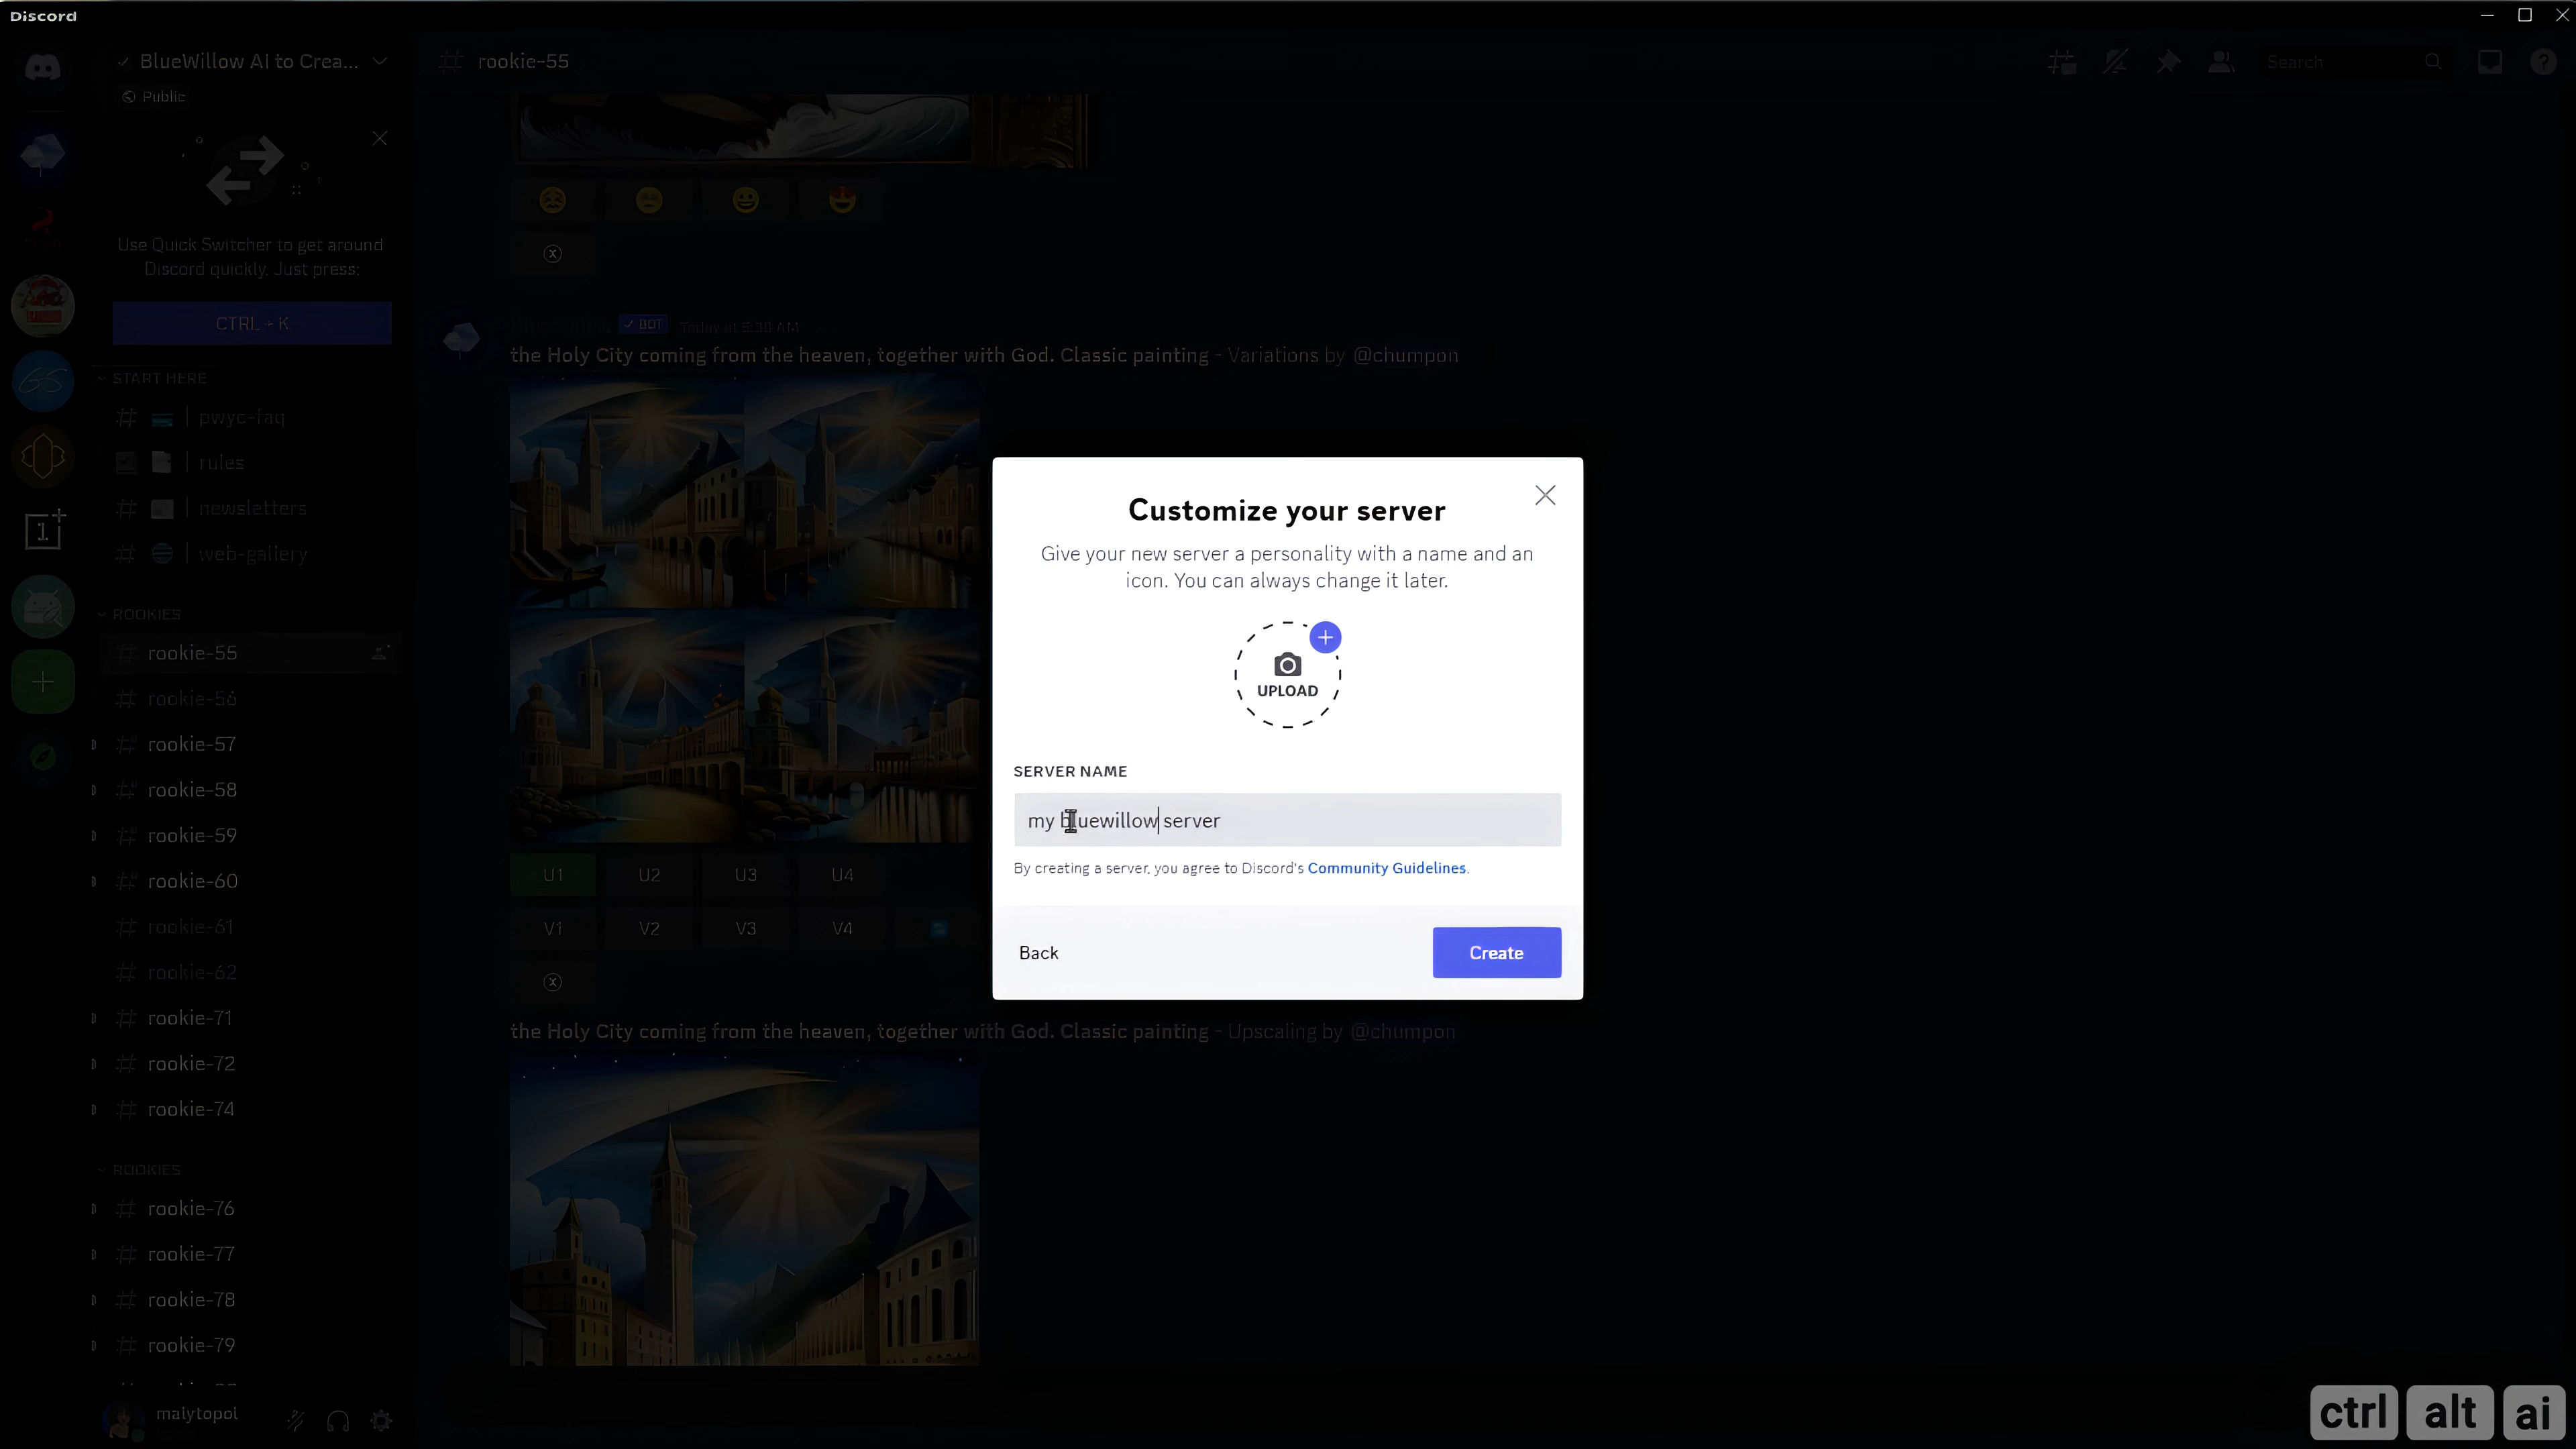 Discord
BlueWillow AI to Crea...
Public
Use Quick Switcher to get around
Discord quickly. Just press:
CTRL + K
START HERE
pwyc-faq
rules
newsletters
web-gallery
ROOKIES
rookie-55
rookie-56
rookie-57
rookie-58
rookie-59
rookie-60
rookie-61
rookie-62
rookie-71
rookie-72
rookie-74
ROOKIES
rookie-76
rookie-77
rookie-78
rookie-79
malytopol
rookie-55
Search
BOT Today at 5:30 AM
the Holy City coming from the heaven, together with God. Classic painting - Variations by @chumpon
U1 U2 U3 U4
V1 V2 V3 V4
the Holy City coming from the heaven, together with God. Classic painting - Upscaling by @chumpon
Customize your server
Give your new server a personality with a name and an
icon. You can always change it later.
UPLOAD
SERVER NAME
my bluewillow server
By creating a server, you agree to Discord's Community Guidelines.
Back
Create
ctrl alt ai